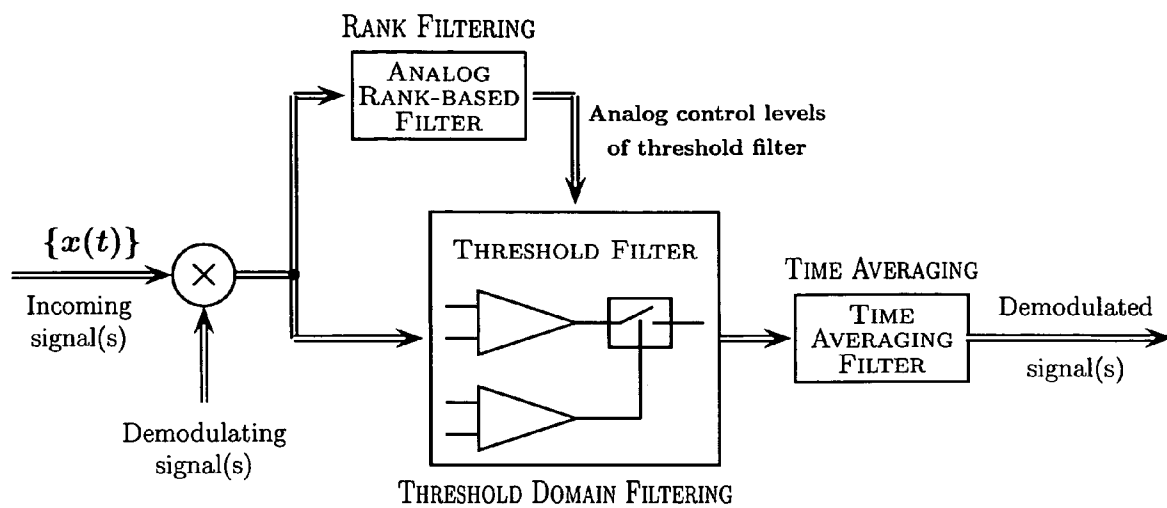 RANK FILTERING
ANALOG
RANK-BASED
FILTER
Analog control levels
of threshold filter
{x(t)}
×
Incoming
signal(s)
Demodulating
signal(s)
THRESHOLD FILTER
THRESHOLD DOMAIN FILTERING
TIME AVERAGING
TIME
AVERAGING
FILTER
Demodulated
signal(s)